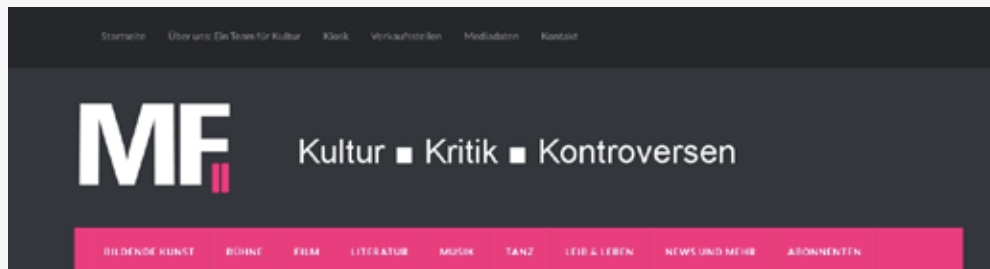 Startseite Über uns: Ein Team für Kultur Kiosk Verkaufsstellen Mediadaten Kontakt
MF
Kultur ■ Kritik ■ Kontroversen
BILDENDE KUNST BÜHNE FILM LITERATUR MUSIK TANZ LEIB & LEBEN NEWS UND MEHR ABONNENTEN